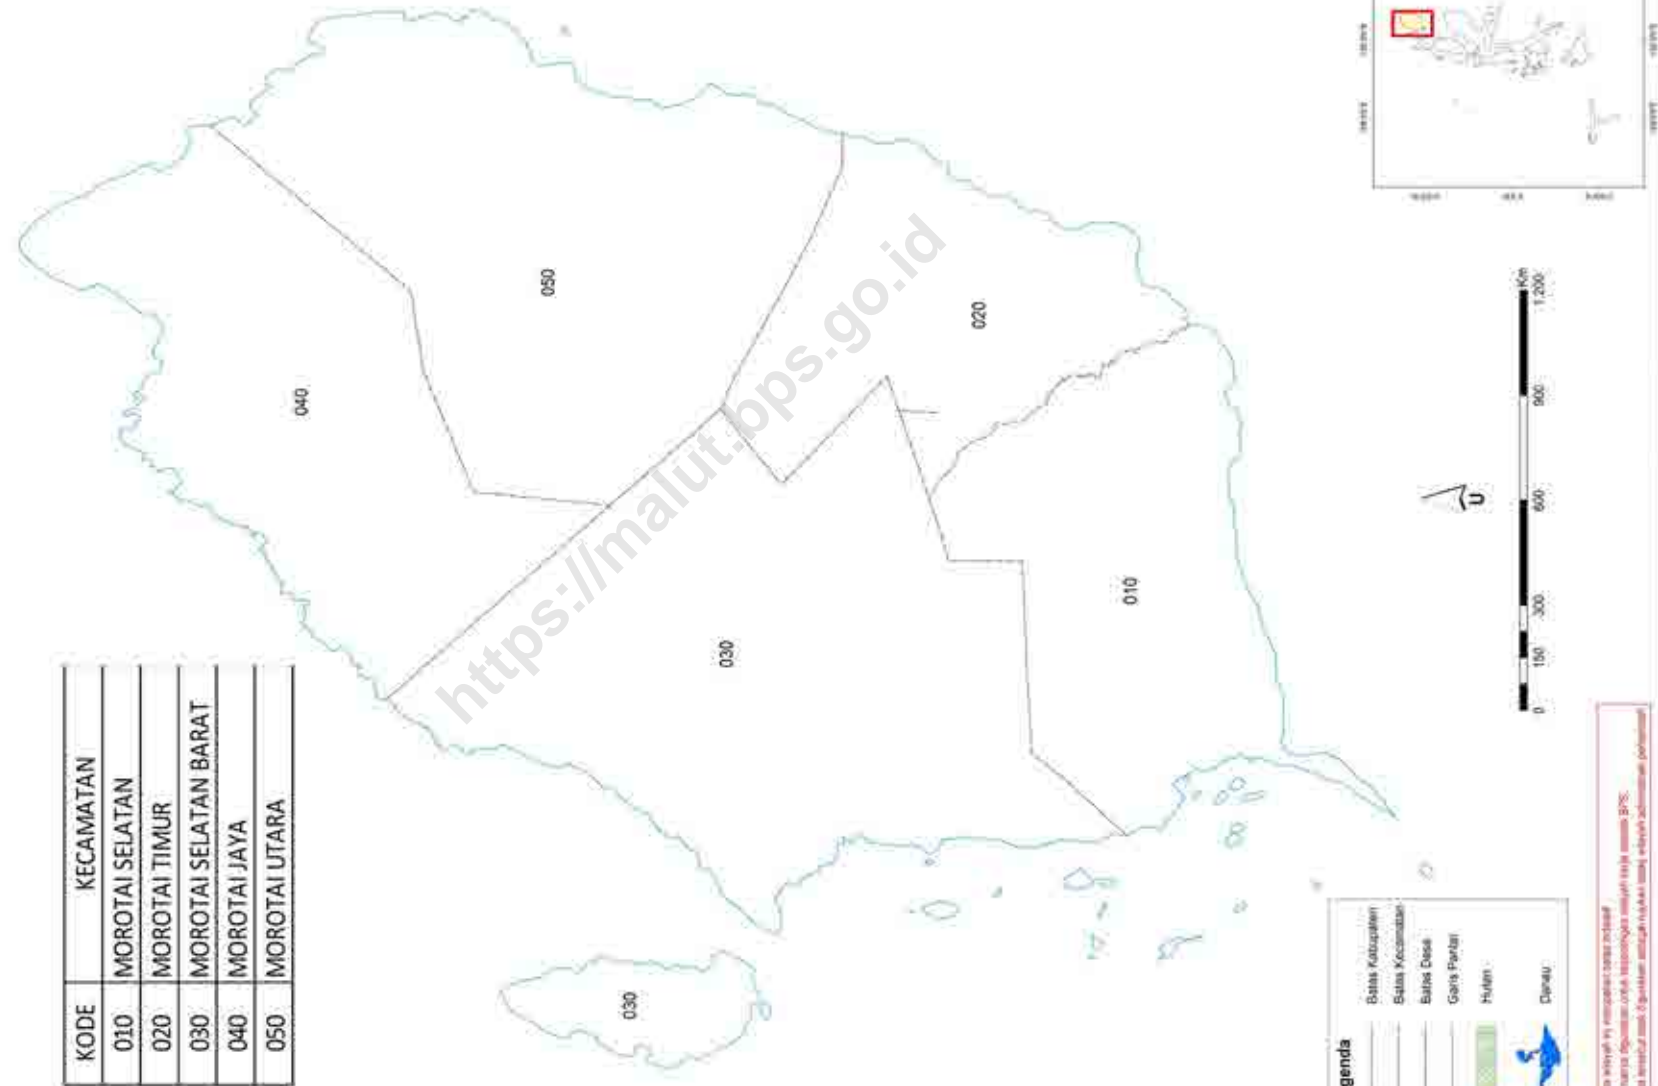 KODE KECAMATAN
010 MOROTAI SELATAN
020 MOROTAI TIMUR
030 MOROTAI SELATAN BARAT
040 MOROTAI JAYA
050 MOROTAI UTARA
040
050
020
030
010
030
https://malut.bps.go.id
U
0 150 300 600 900 1.200
Km
genda
Batas Kabupaten
Batas Kecamatan
Batas Desa
Garis Pantai
Hutan
Danau